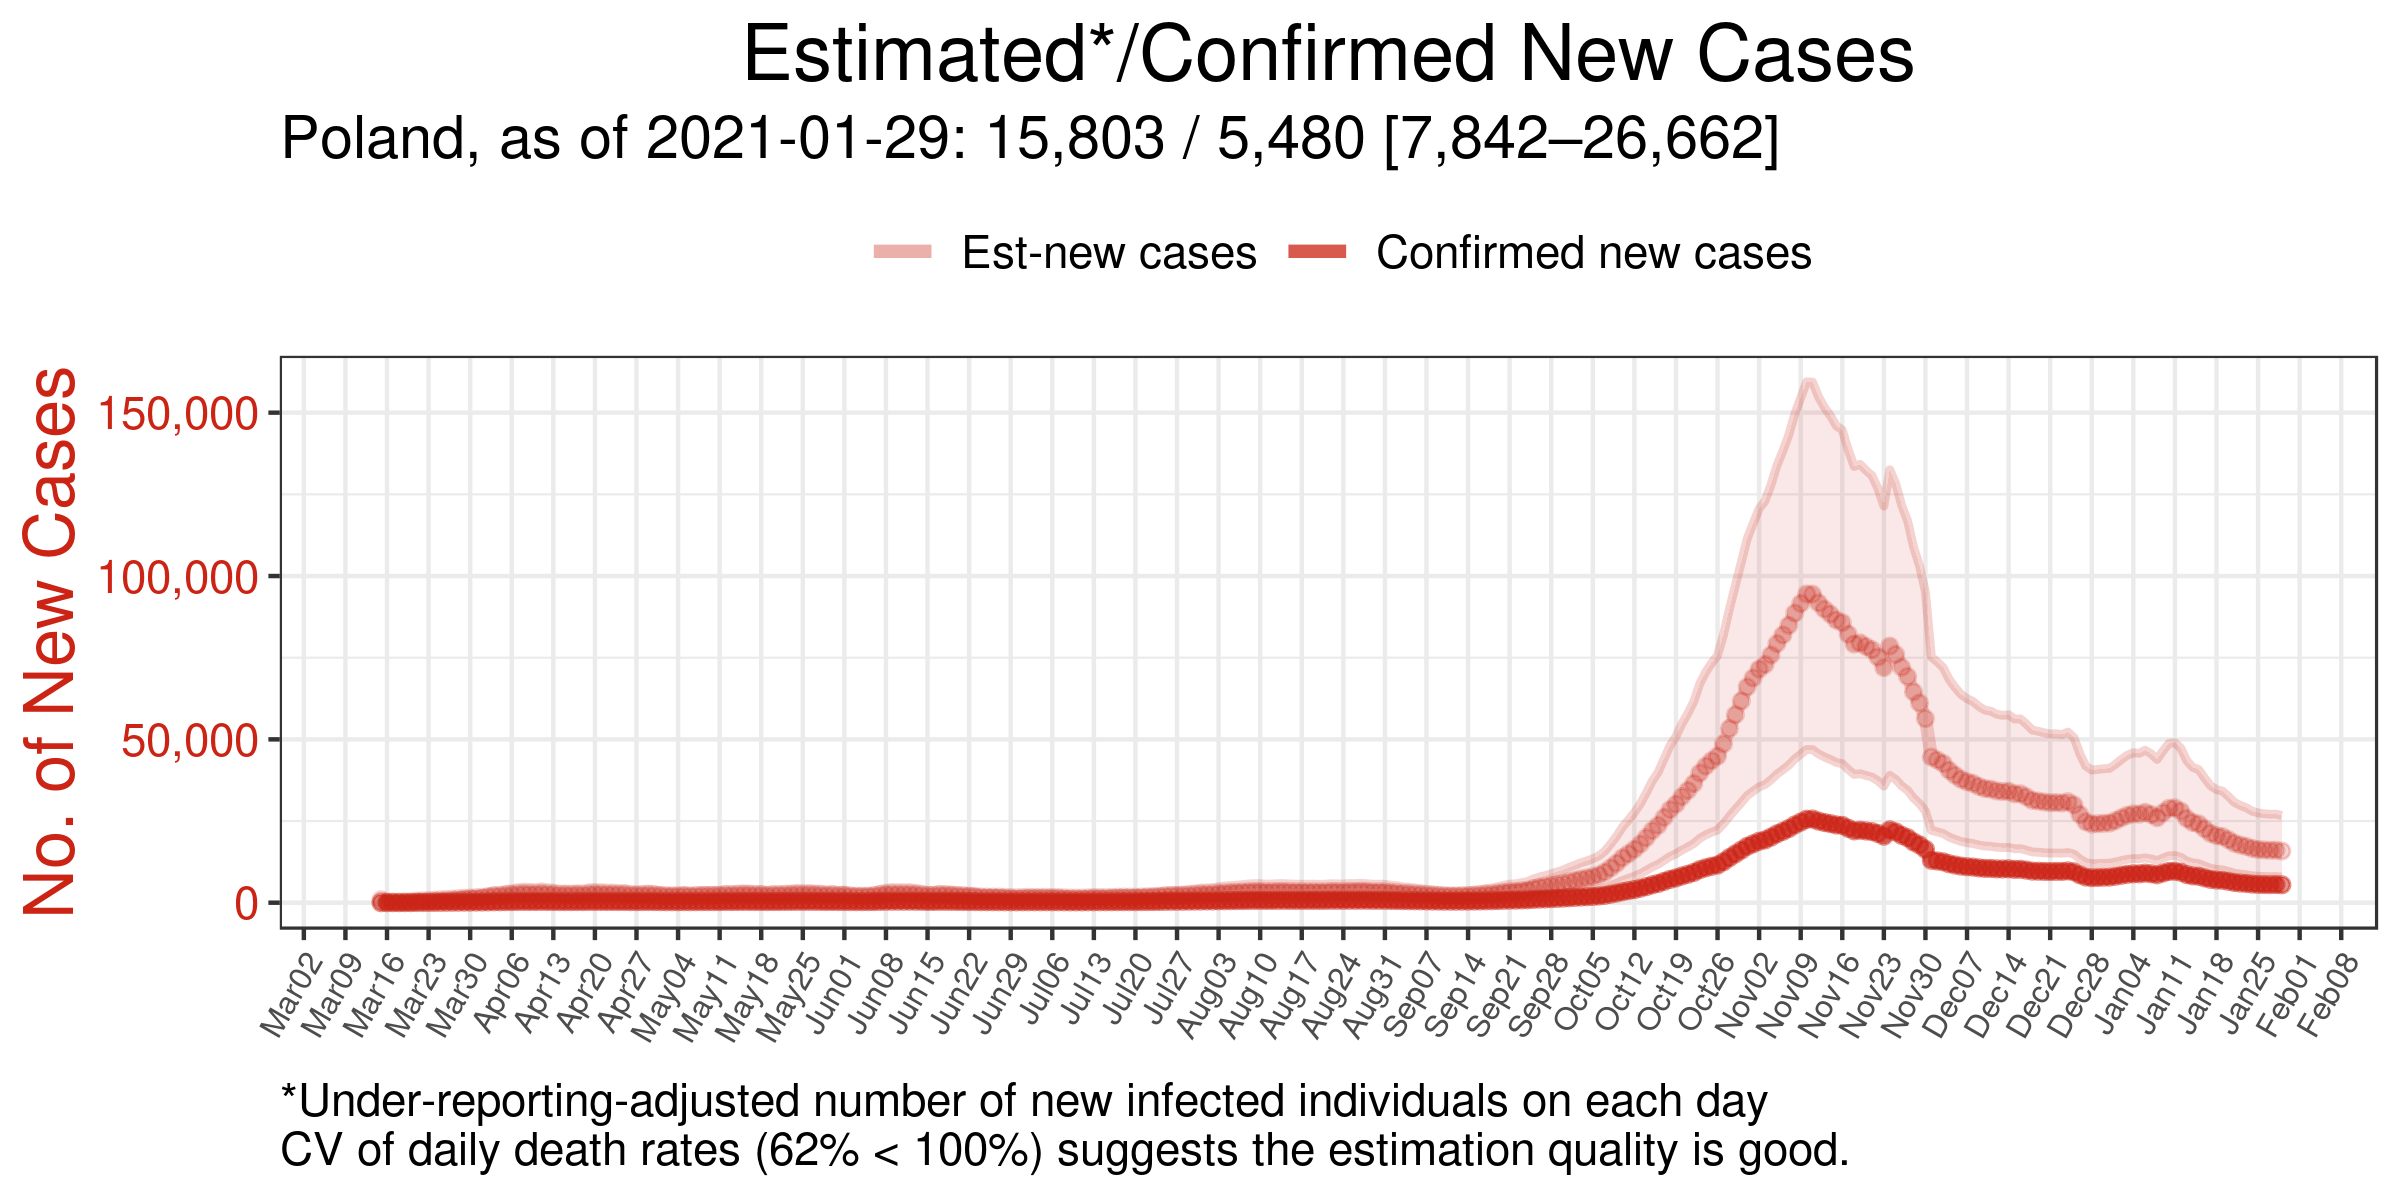 Estimated*/Confirmed New Cases
Poland, as of 2021-01-29: 15,803 / 5,480 [7,842–26,662]
Est-new cases
Confirmed new cases
No. of New Cases
150,000
100,000
50,000
0
Mar02
Mar09
Mar16
Mar23
Mar30
Apr06
Apr13
Apr20
Apr27
May04
May11
May18
May25
Jun01
Jun08
Jun15
Jun22
Jun29
Jul06
Jul13
Jul20
Jul27
Aug03
Aug10
Aug17
Aug24
Aug31
Sep07
Sep14
Sep21
Sep28
Oct05
Oct12
Oct19
Oct26
Nov02
Nov09
Nov16
Nov23
Nov30
Dec07
Dec14
Dec21
Dec28
Jan04
Jan11
Jan18
Jan25
Feb01
Feb08
*Under-reporting-adjusted number of new infected individuals on each day
CV of daily death rates (62% < 100%) suggests the estimation quality is good.